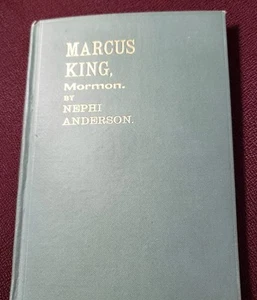 MARCUS
KING,
Mormon.
BY
NEPHI
ANDERSON.